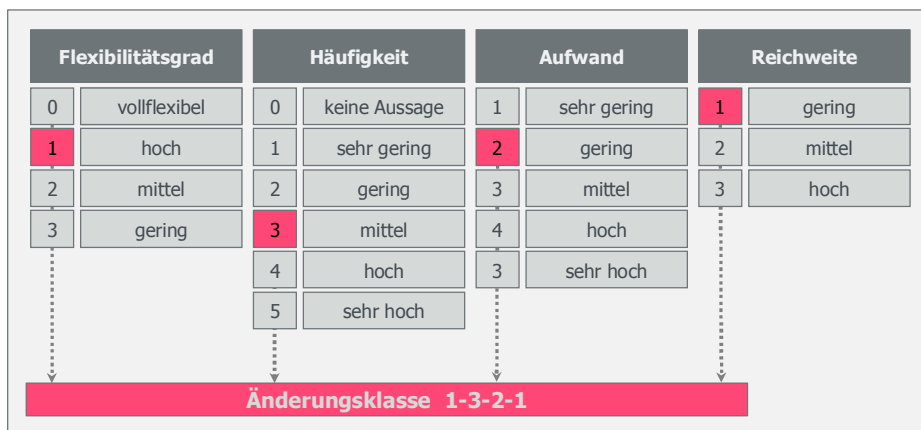 Flexibilitätsgrad Häufigkeit Aufwand Reichweite
0 vollflexibel 0 keine Aussage 1 sehr gering 1 gering
1 hoch 1 sehr gering 2 gering 2 mittel
2 mittel 2 gering 3 mittel 3 hoch
3 gering 3 mittel 4 hoch
4 hoch 3 sehr hoch
5 sehr hoch
Änderungsklasse 1-3-2-1